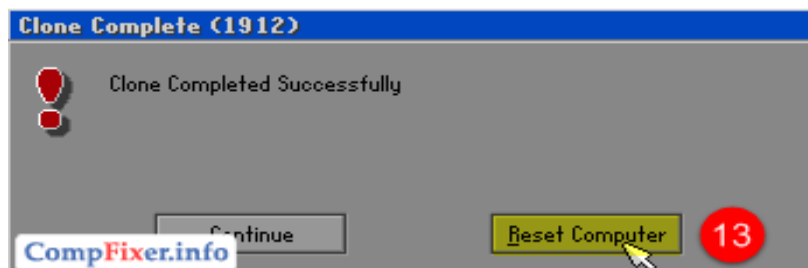 Clone Complete (1912)
Clone Completed Successfully
Continue
Reset Computer
13
CompFixer.info